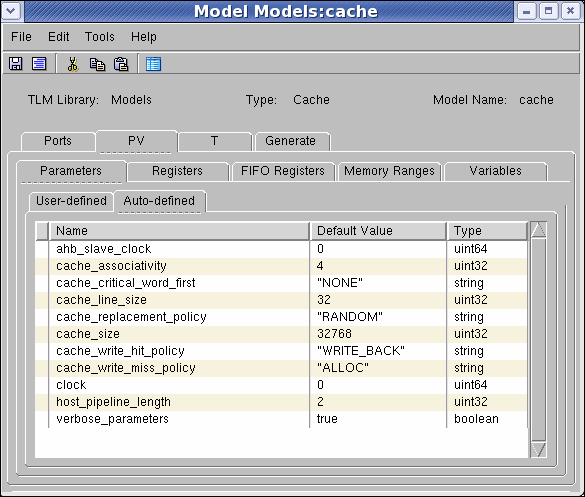 Model Models:cache
File Edit Tools Help
TLM Library: Models Type: Cache Model Name: cache
Ports PV T Generate
Parameters Registers FIFO Registers Memory Ranges Variables
User-defined Auto-defined
Name Default Value Type
ahb_slave_clock 0 uint64
cache_associativity 4 uint32
cache_critical_word_first "NONE" string
cache_line_size 32 uint32
cache_replacement_policy "RANDOM" string
cache_size 32768 uint32
cache_write_hit_policy "WRITE_BACK" string
cache_write_miss_policy "ALLOC" string
clock 0 uint64
host_pipeline_length 2 uint32
verbose_parameters true boolean